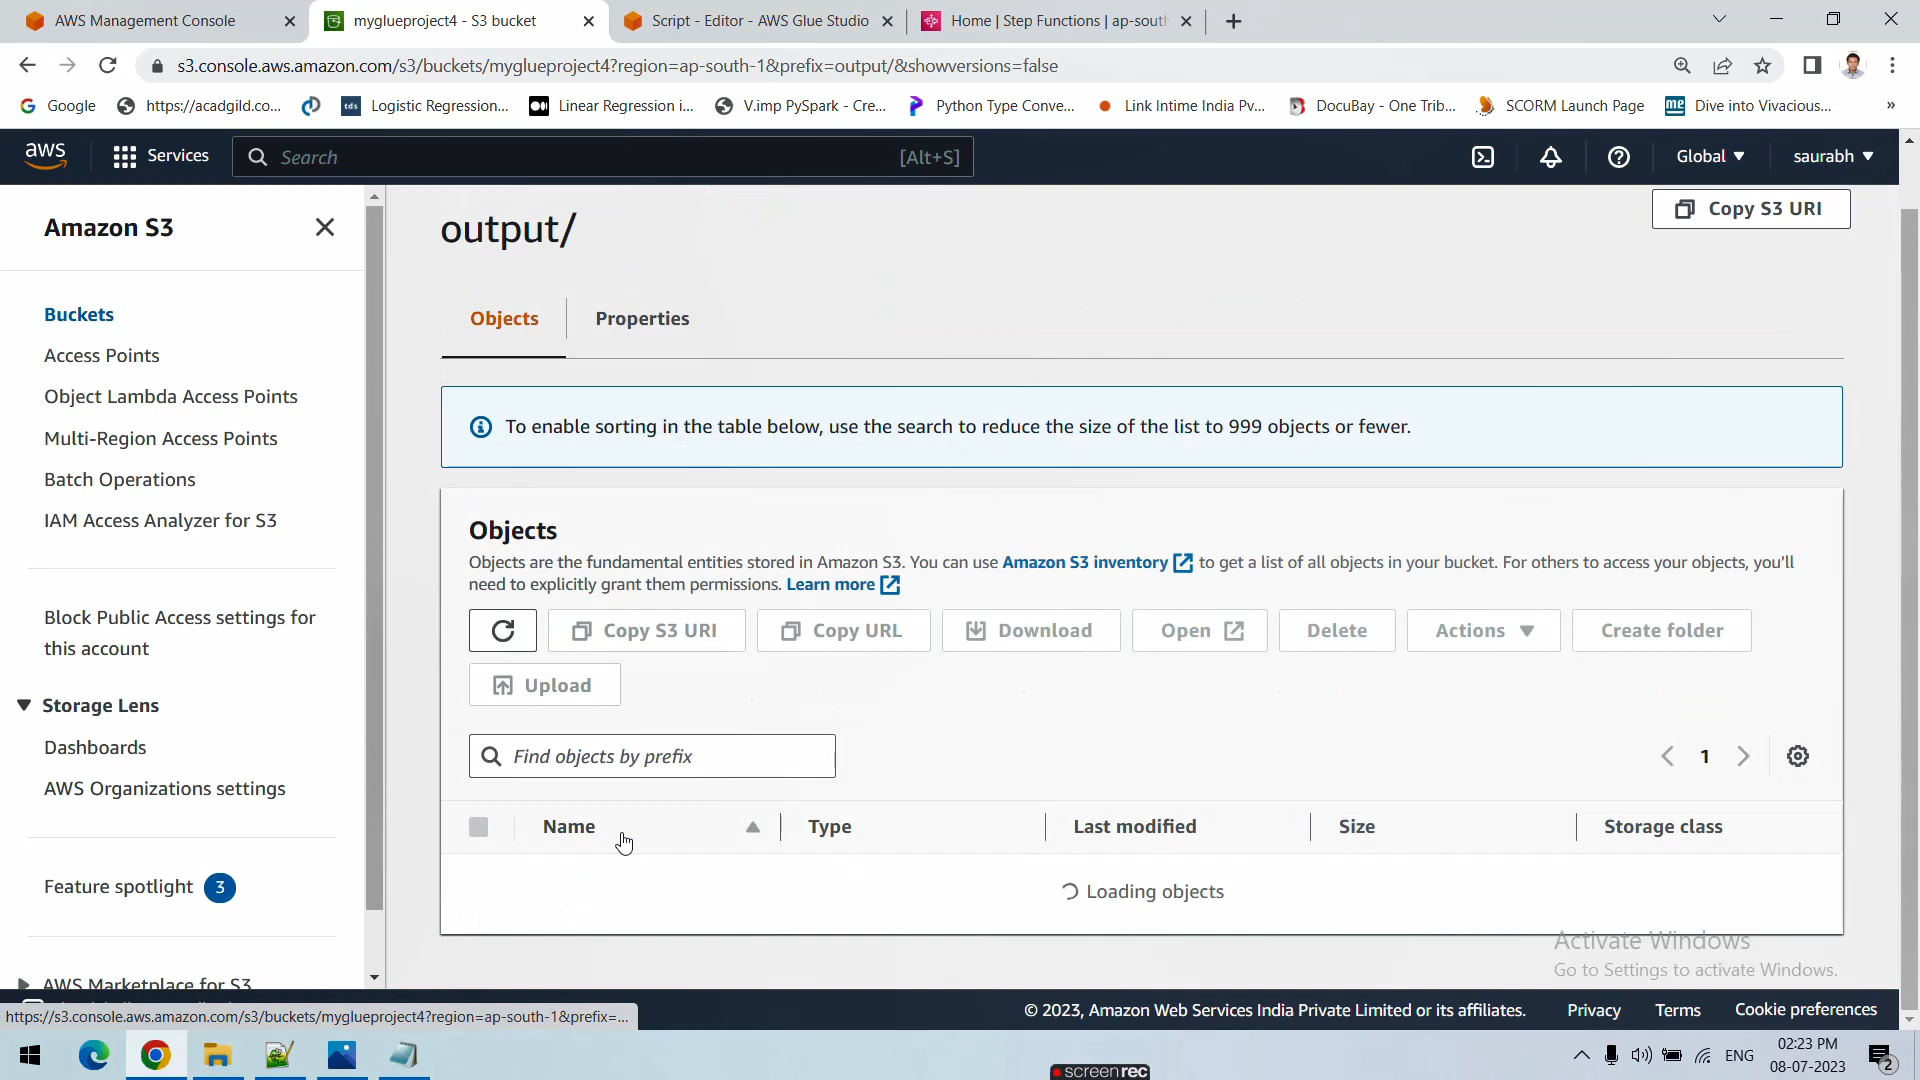 AWS Management Console
myglueproject4 - S3 bucket
Script - Editor - AWS Glue Studio
Home | Step Functions | ap-south
s3.console.aws.amazon.com/s3/buckets/myglueproject4?region=ap-south-1&prefix=output/&showversions=false
Google
https://acadgild.co...
tds
Logistic Regression...
Linear Regression i...
V.imp PySpark - Cre...
Python Type Conve...
Link Intime India Pv...
DocuBay - One Trib...
SCORM Launch Page
me
Dive into Vivacious...
»
aws
Services
Search
[Alt+S]
Global
saurabh
Amazon S3
Buckets
Access Points
Object Lambda Access Points
Multi-Region Access Points
Batch Operations
IAM Access Analyzer for S3
Block Public Access settings for
this account
Storage Lens
Dashboards
AWS Organizations settings
Feature spotlight 3
AWS Marketplace for S3
output/
Copy S3 URI
Objects
Properties
To enable sorting in the table below, use the search to reduce the size of the list to 999 objects or fewer.
Objects
Objects are the fundamental entities stored in Amazon S3. You can use Amazon S3 inventory to get a list of all objects in your bucket. For others to access your objects, you'll
need to explicitly grant them permissions. Learn more
Copy S3 URI
Copy URL
Download
Open
Delete
Actions
Create folder
Upload
Find objects by prefix
1
Name
Type
Last modified
Size
Storage class
Loading objects
Activate Windows
Go to Settings to activate Windows.
https://s3.console.aws.amazon.com/s3/buckets/myglueproject4?region=ap-south-1&prefix=...
© 2023, Amazon Web Services India Private Limited or its affiliates.
Privacy
Terms
Cookie preferences
screenrec
ENG
02:23 PM
08-07-2023
2